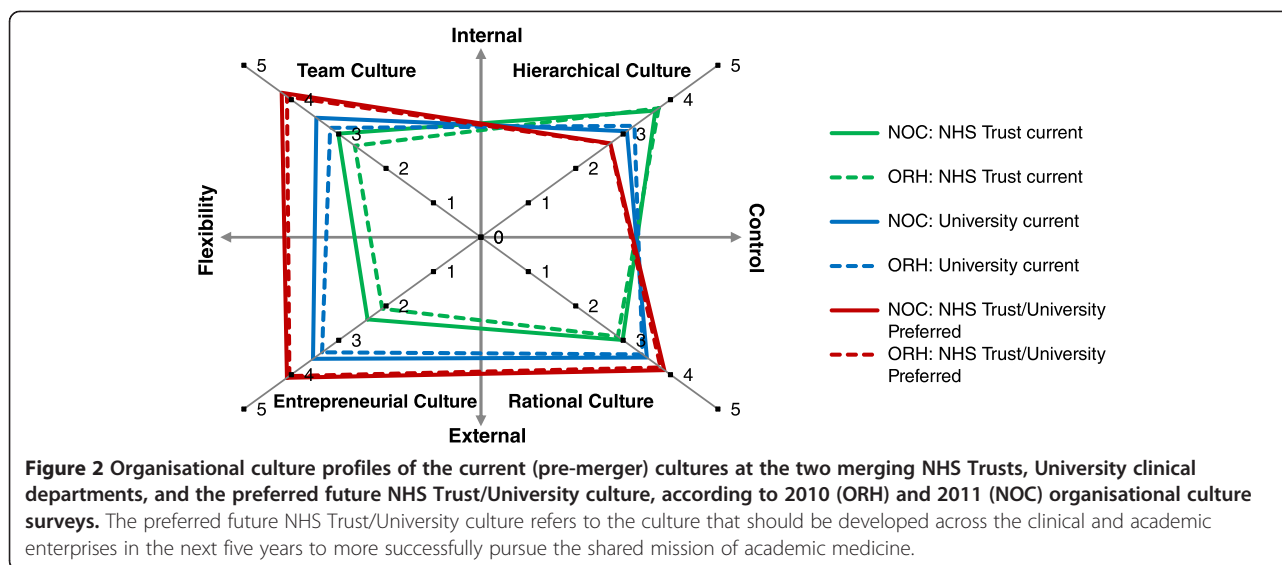 Internal
5
Team Culture
Hierarchical Culture
5
4
4
3
3
2
2
1
1
Flexibility
0
Control
1
1
2
2
3
3
4
4
5
Entrepreneurial Culture
Rational Culture
5
External
NOC: NHS Trust current
ORH: NHS Trust current
NOC: University current
ORH: University current
NOC: NHS Trust/University
Preferred
ORH: NHS Trust/University
Preferred
Figure 2 Organisational culture profiles of the current (pre-merger) cultures at the two merging NHS Trusts, University clinical
departments, and the preferred future NHS Trust/University culture, according to 2010 (ORH) and 2011 (NOC) organisational culture
surveys. The preferred future NHS Trust/University culture refers to the culture that should be developed across the clinical and academic
enterprises in the next five years to more successfully pursue the shared mission of academic medicine.